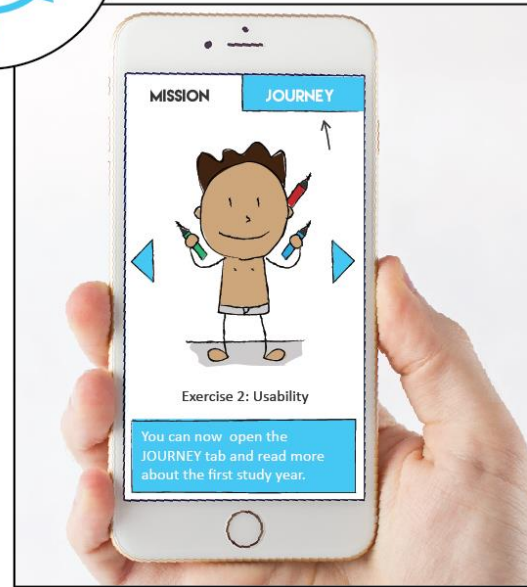 MISSION
JOURNEY
Exercise 2: Usability
You can now  open the
JOURNEY tab and read more
about the first study year.